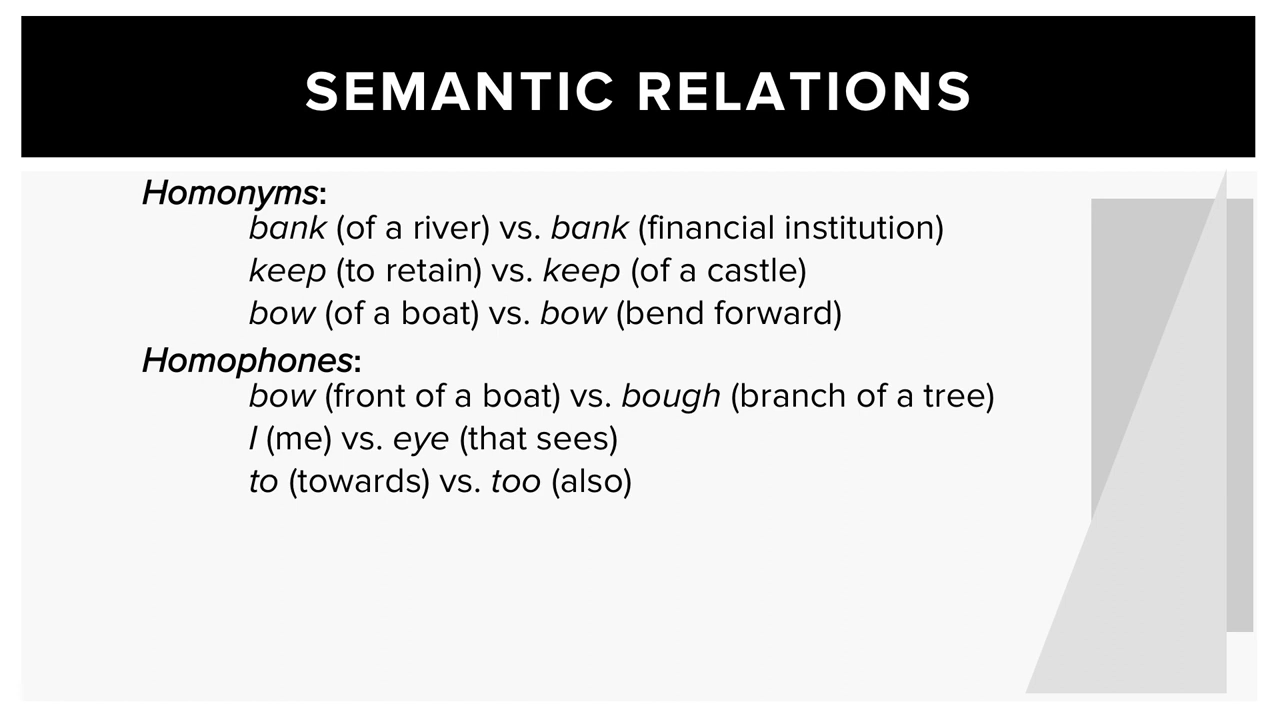 SEMANTIC RELATIONS
Homonyms:
bank (of a river) vs. bank (financial institution)
keep (to retain) vs. keep (of a castle)
bow (of a boat) vs. bow (bend forward)
Homophones:
bow (front of a boat) vs. bough (branch of a tree)
I (me) vs. eye (that sees)
to (towards) vs. too (also)